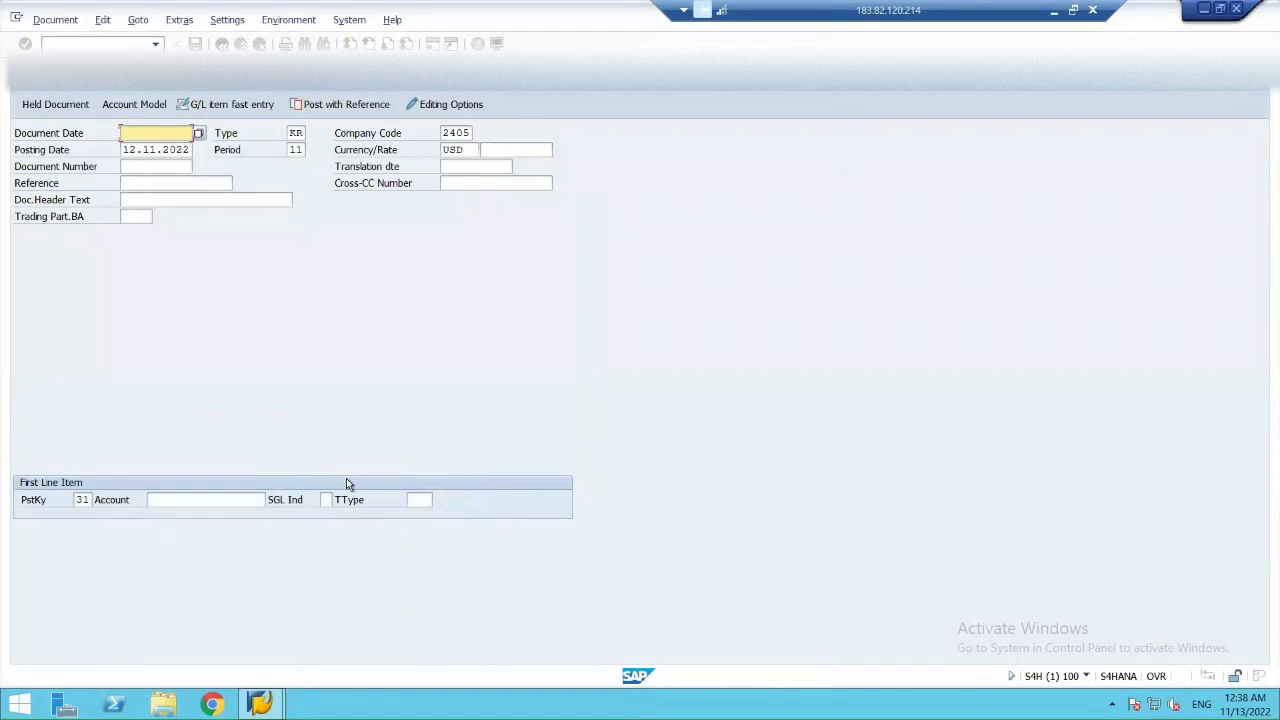 183.82.120.214
Document Edit Goto Extras Settings Environment System Help
Held Document Account Model G/L item fast entry Post with Reference Editing Options
Document Date Type KR Company Code 2405
Posting Date 12.11.2022 Period 11 Currency/Rate USD
Document Number Translation dte
Reference Cross-CC Number
Doc.Header Text
Trading Part.BA
First Line Item
PstKy 31 Account SGL Ind TType
Activate Windows
Go to System in Control Panel to activate Windows.
SAP S4H (1) 100 S4HANA OVR
ENG 12:38 AM
11/13/2022